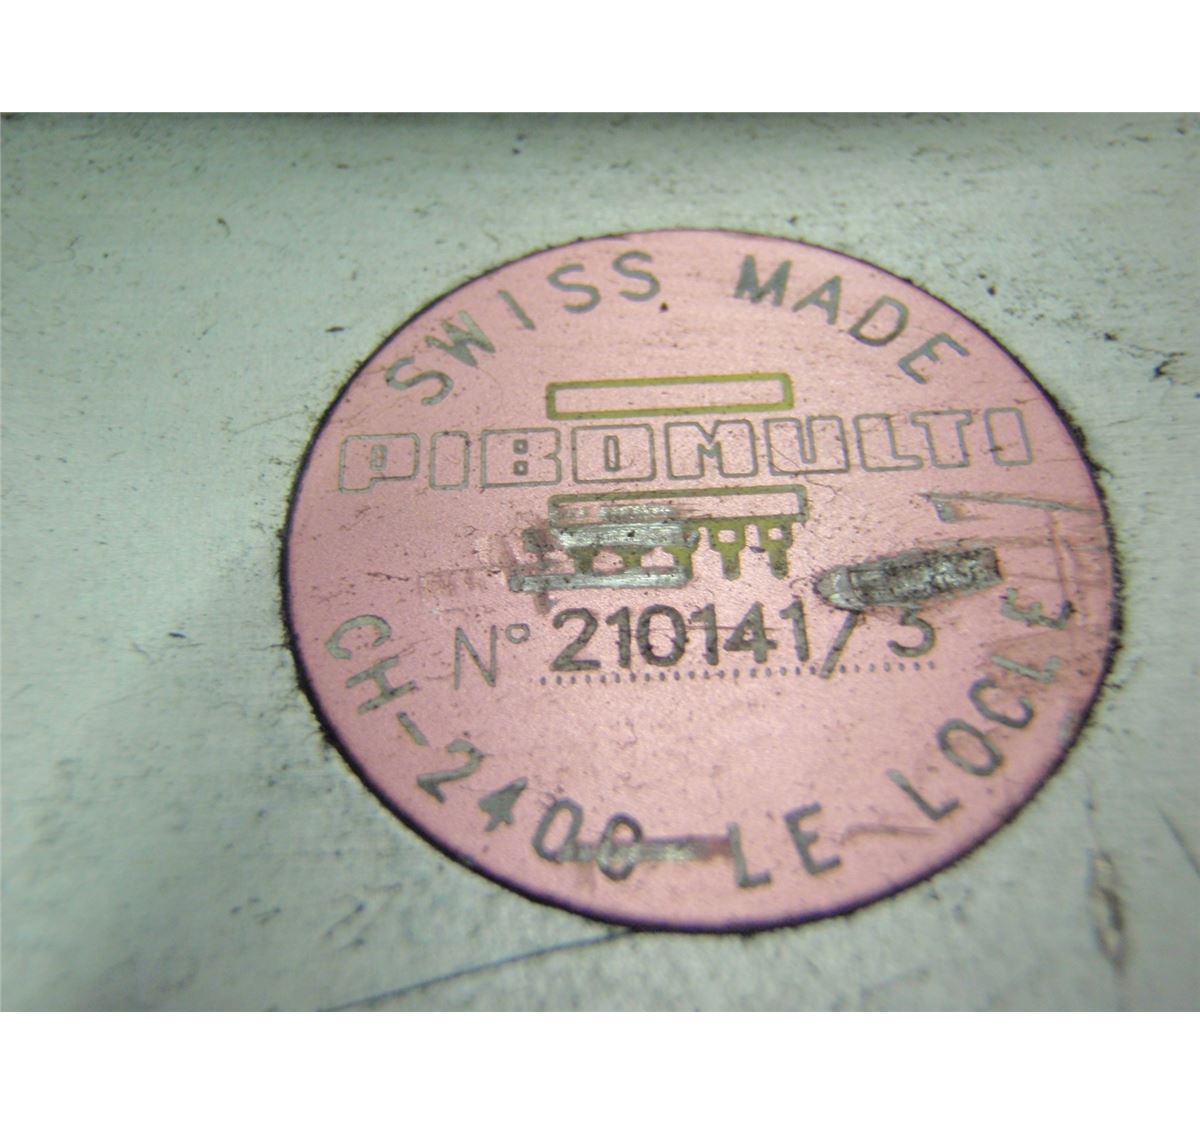 SWISS MADE
PIBOMULTI
N° 210141/3
CH-2400 LE LOCLE